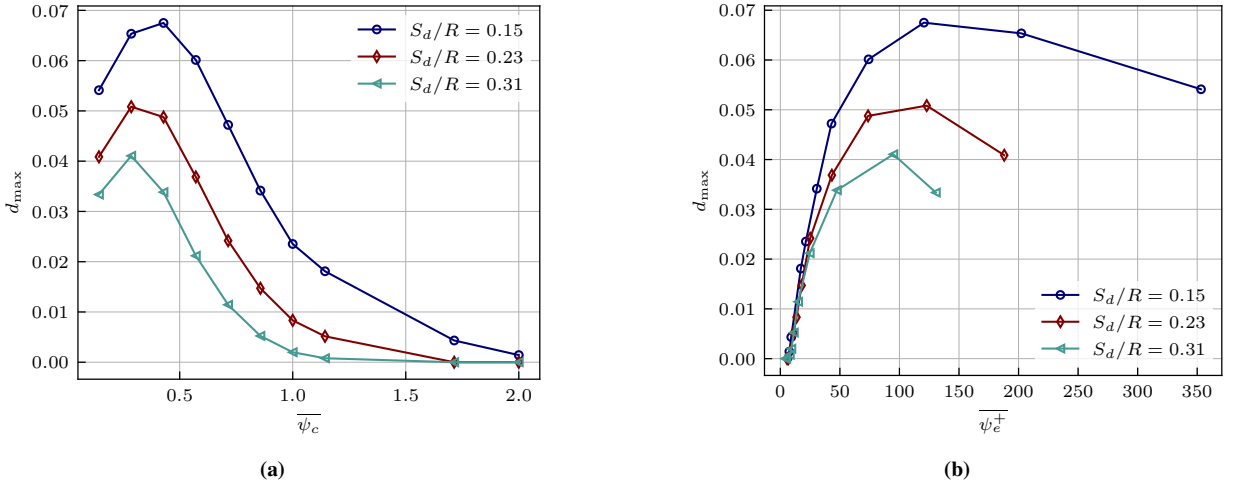 0.07
0.06
0.05
0.04
0.03
0.02
0.01
0.00
d_max
0.5 1.0 1.5 2.0
\overline{ψ_c}
S_d/R = 0.15
S_d/R = 0.23
S_d/R = 0.31
(a)
0.07
0.06
0.05
0.04
0.03
0.02
0.01
0.00
d_max
0 50 100 150 200 250 300 350
\overline{ψ_e^+}
S_d/R = 0.15
S_d/R = 0.23
S_d/R = 0.31
(b)